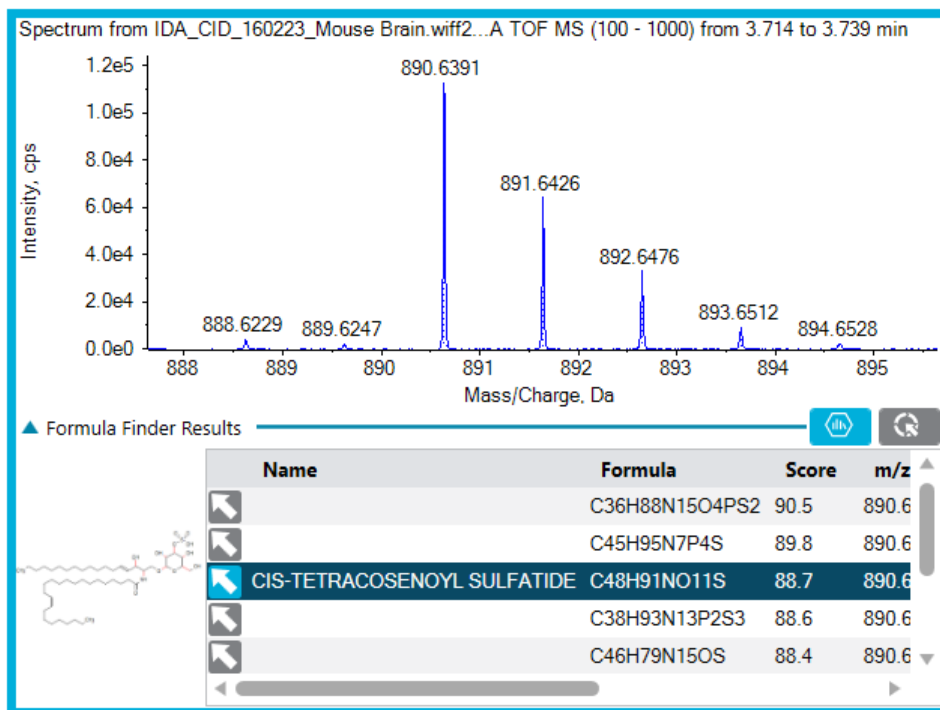 Spectrum from IDA_CID_160223_Mouse Brain.wiff2...A TOF MS (100 - 1000) from 3.714 to 3.739 min
Intensity, cps
1.2e5
1.0e5
8.0e4
6.0e4
4.0e4
2.0e4
0.0e0
890.6391
891.6426
892.6476
888.6229
889.6247
893.6512
894.6528
888 889 890 891 892 893 894 895
Mass/Charge, Da
Formula Finder Results
Name Formula Score m/z
C36H88N15O4PS2 90.5 890.6
C45H95N7P4S 89.8 890.6
CIS-TETRACOSENOYL SULFATIDE C48H91NO11S 88.7 890.6
C38H93N13P2S3 88.6 890.6
C46H79N15OS 88.4 890.6